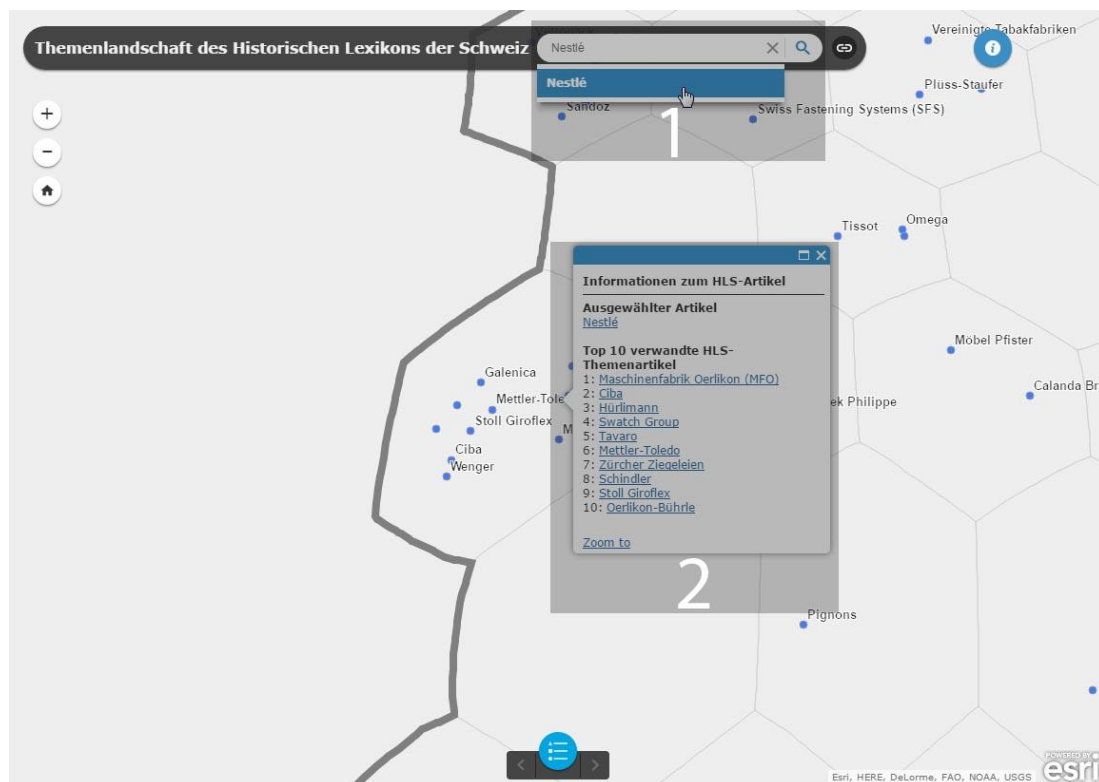 Themenlandschaft des Historischen Lexikons der Schweiz
Nestlé
Nestlé
Vereinigte Tabakfabriken
Plüss-Staufer
Sandoz
Swiss Fastening Systems (SFS)
1
Tissot
Omega
Informationen zum HLS-Artikel
Ausgewählter Artikel
Nestlé
Top 10 verwandte HLS-
Themenartikel
1: Maschinenfabrik Oerlikon (MFO)
2: Ciba
3: Hürlimann
4: Swatch Group
5: Tavaro
6: Mettler-Toledo
7: Zürcher Ziegeleien
8: Schindler
9: Stoll Giroflex
10: Oerlikon-Bührle
Zoom to
2
Möbel Pfister
Galenica
Calanda Br
Mettler-Tole
ek Philippe
Stoll Giroflex
M
Ciba
Wenger
Pignons
POWERED BY
esri
Esri, HERE, DeLorme, FAO, NOAA, USGS